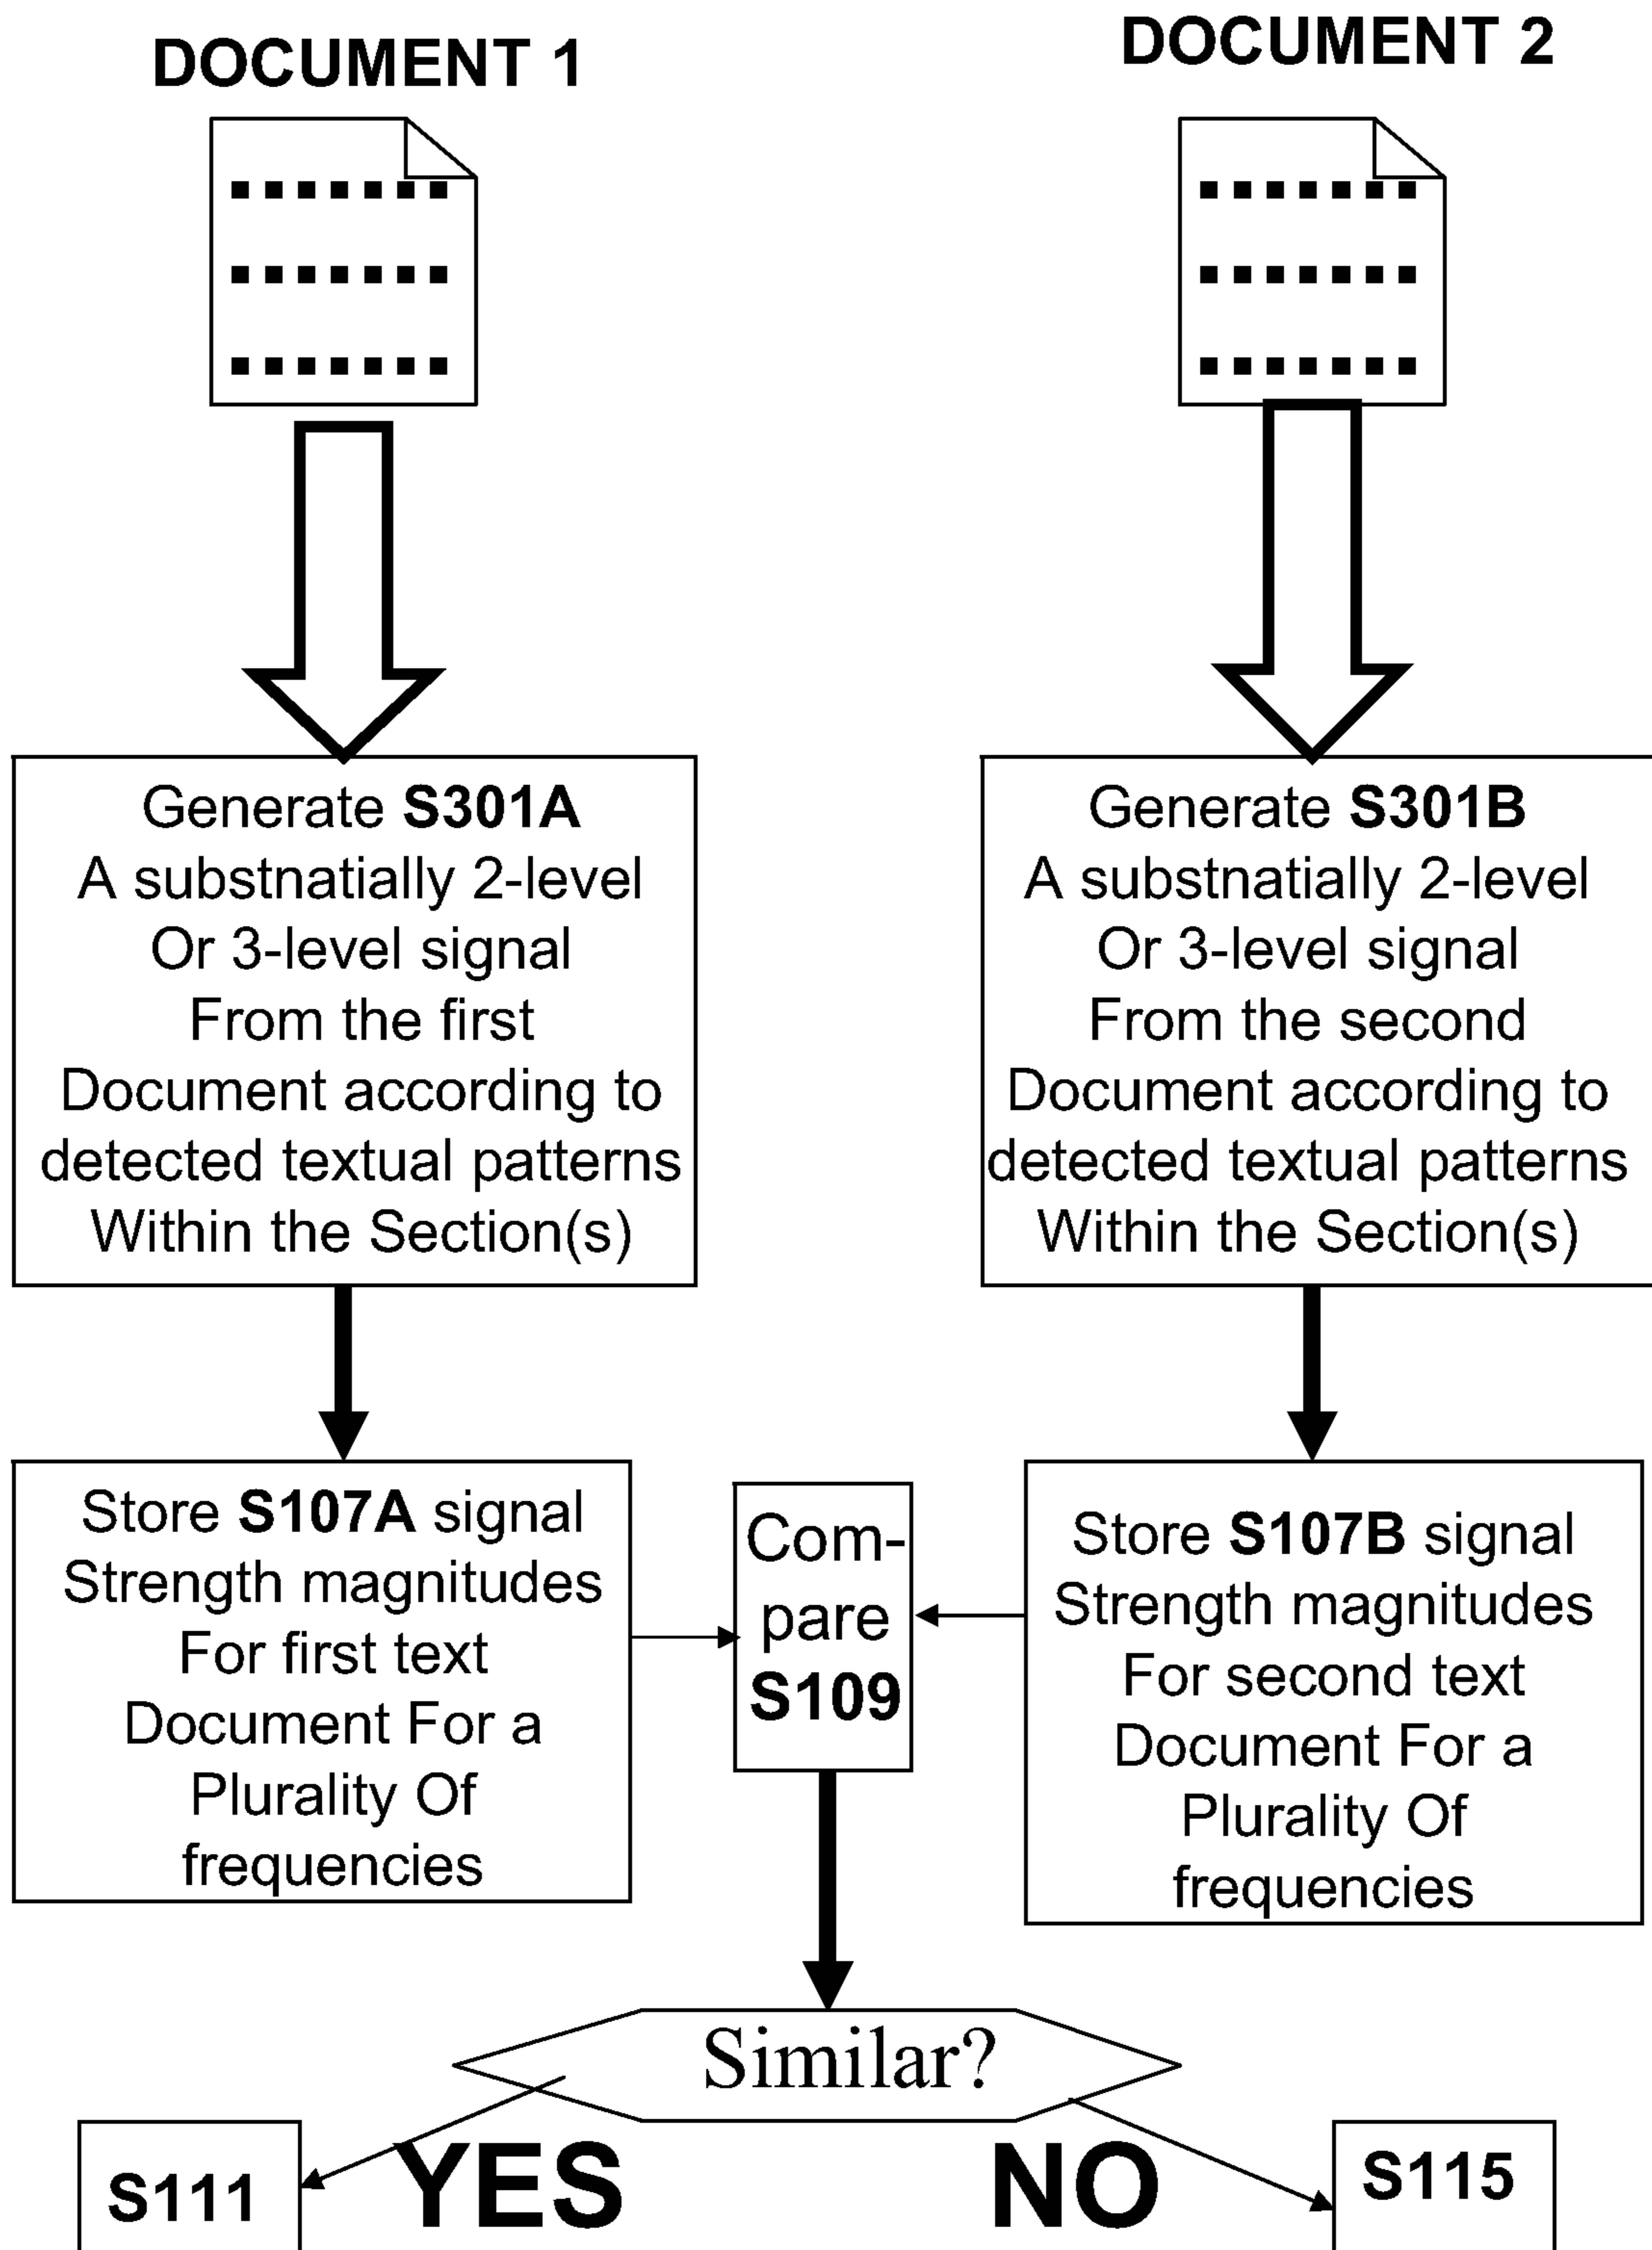 DOCUMENT 1
DOCUMENT 2
Generate S301A
A substnatially 2-level
Or 3-level signal
From the first
Document according to
detected textual patterns
Within the Section(s)
Generate S301B
A substnatially 2-level
Or 3-level signal
From the second
Document according to
detected textual patterns
Within the Section(s)
Store S107A signal
Strength magnitudes
For first text
Document For a
Plurality Of
frequencies
Com-
pare
S109
Store S107B signal
Strength magnitudes
For second text
Document For a
Plurality Of
frequencies
Similar?
S111
YES
NO
S115